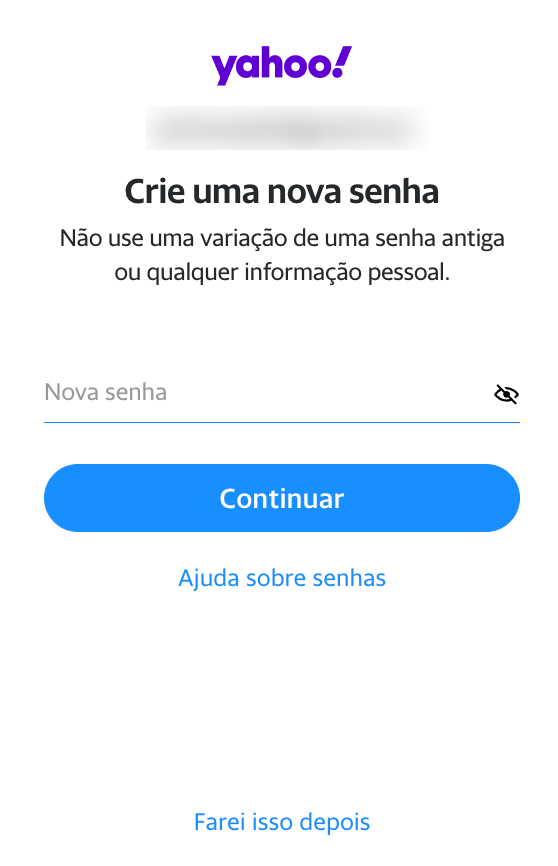 yahoo!
Crie uma nova senha
Não use uma variação de uma senha antiga
ou qualquer informação pessoal.
Nova senha
Continuar
Ajuda sobre senhas
Farei isso depois